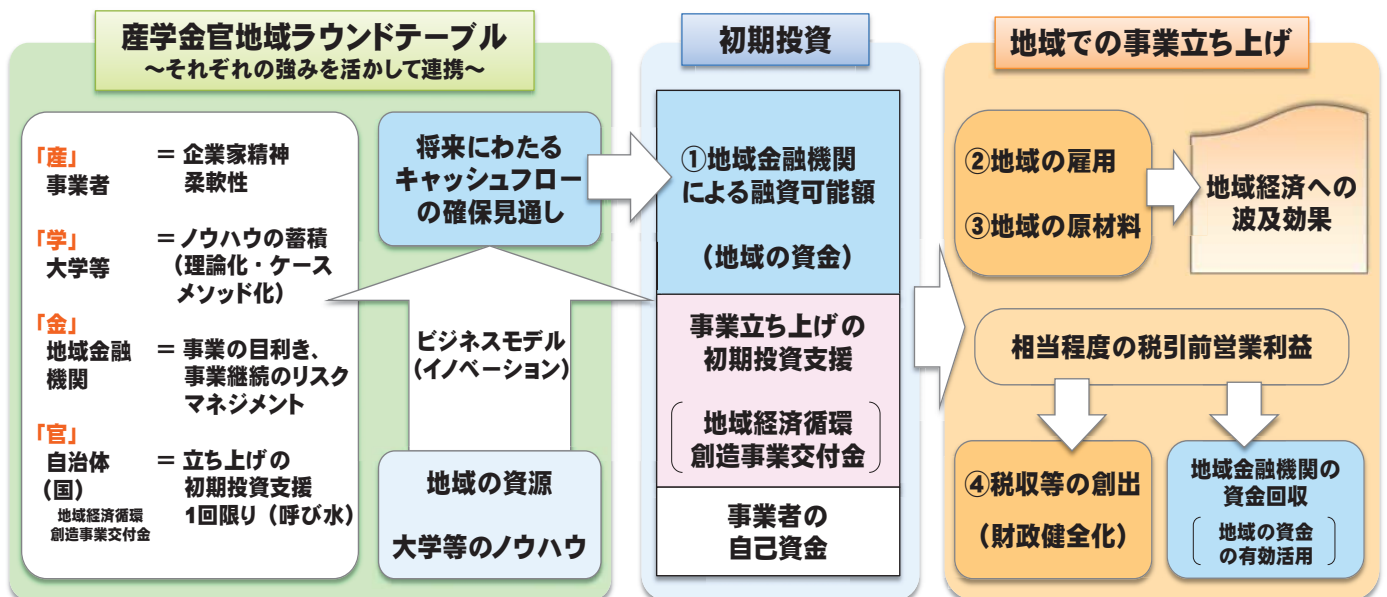 産学金官地域ラウンドテーブル
～それぞれの強みを活かして連携～
「産」
事業者
＝ 企業家精神
柔軟性
「学」
大学等
＝ノウハウの蓄積
（理論化・ケース
メソッド化）
「金」
地域金融
機関
＝ 事業の目利き、
事業継続のリスク
マネジメント
「官」
自治体
（国）
地域経済循環
創造事業交付金
＝ 立ち上げの
初期投資支援
1回限り（呼び水）
将来にわたる
キャッシュフロー
の確保見通し
ビジネスモデル
（イノベーション）
地域の資源
大学等のノウハウ
初期投資
①地域金融機関
による融資可能額
（地域の資金）
事業立ち上げの
初期投資支援
（地域経済循環
創造事業交付金）
事業者の
自己資金
地域での事業立ち上げ
②地域の雇用
③地域の原材料
地域経済への
波及効果
相当程度の税引前営業利益
④税収等の創出
（財政健全化）
地域金融機関の
資金回収
（地域の資金
の有効活用）